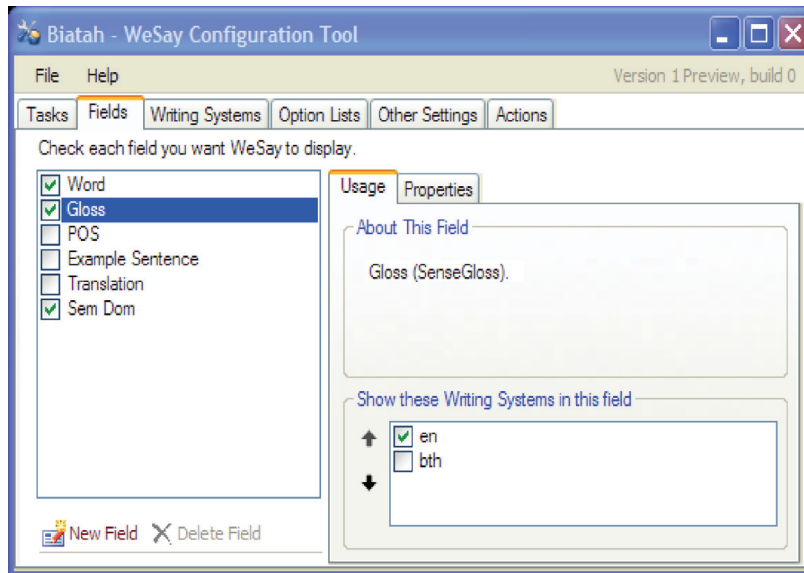 Biatah - WeSay Configuration Tool
File Help Version 1 Preview, build 0
Tasks Fields Writing Systems Option Lists Other Settings Actions
Check each field you want WeSay to display.
Word
Gloss
POS
Example Sentence
Translation
Sem Dom
New Field Delete Field
Usage Properties
About This Field
Gloss (SenseGloss).
Show these Writing Systems in this field
en
bth